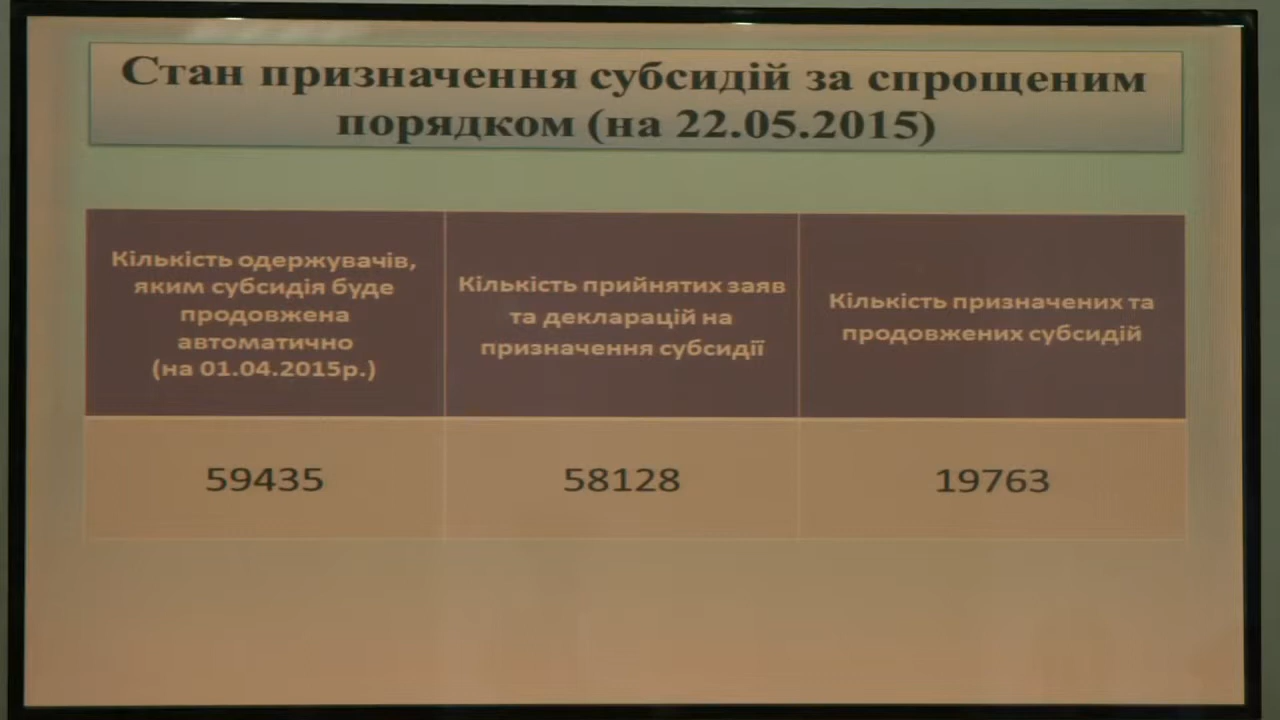 Стан призначення субсидій за спрощеним
порядком (на 22.05.2015)
Кількість одержувачів,
яким субсидія буде
продовжена
автоматично
(на 01.04.2015р.)
Кількість прийнятих заяв
та декларацій на
призначення субсидії
Кількість призначених та
продовжених субсидій
59435
58128
19763